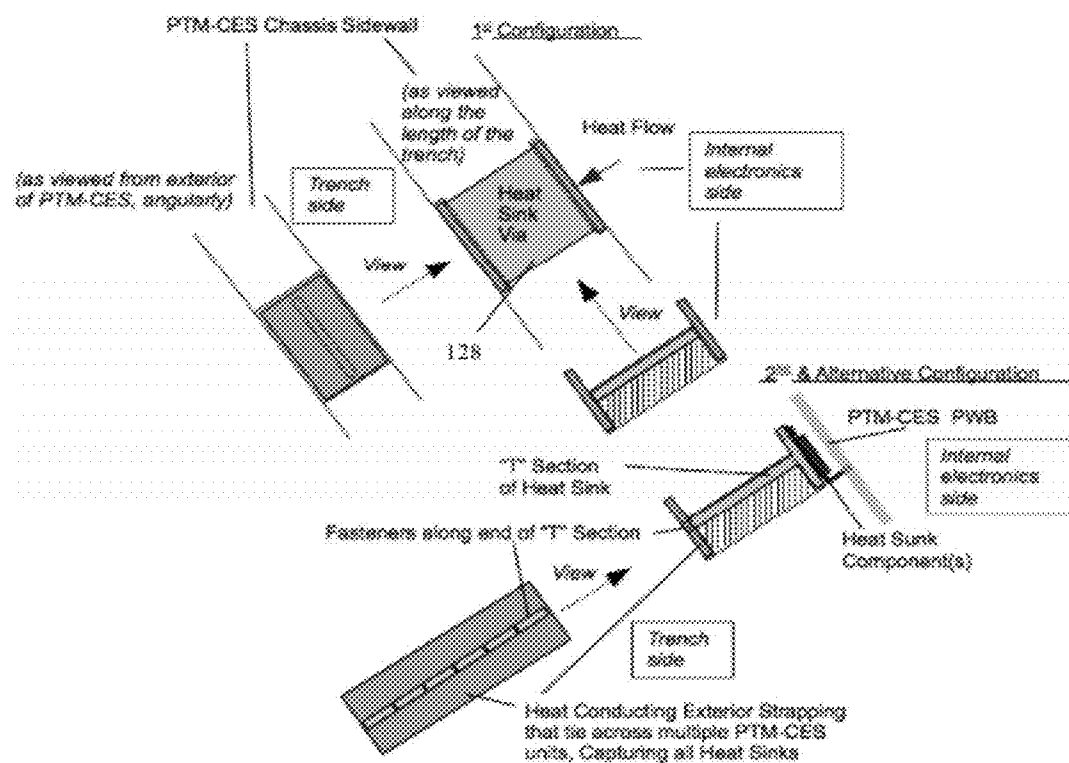 PTM-CES Chassis Sidewall
1st Configuration
(as viewed
along the
length of the
trench)
Heat Flow
Internal
electronics
side
(as viewed from exterior
of PTM-CES, angularly)
Trench
side
Heat
Sink
Via
View
View
128
2nd & Alternative Configuration
PTM-CES PWB
"T" Section
of Heat Sink
Internal
electronics
side
Fasteners along end of "T" Section
Heat Sunk
Component(s)
View
Trench
side
Heat Conducting Exterior Strapping
that tie across multiple PTM-CES
units, Capturing all Heat Sinks